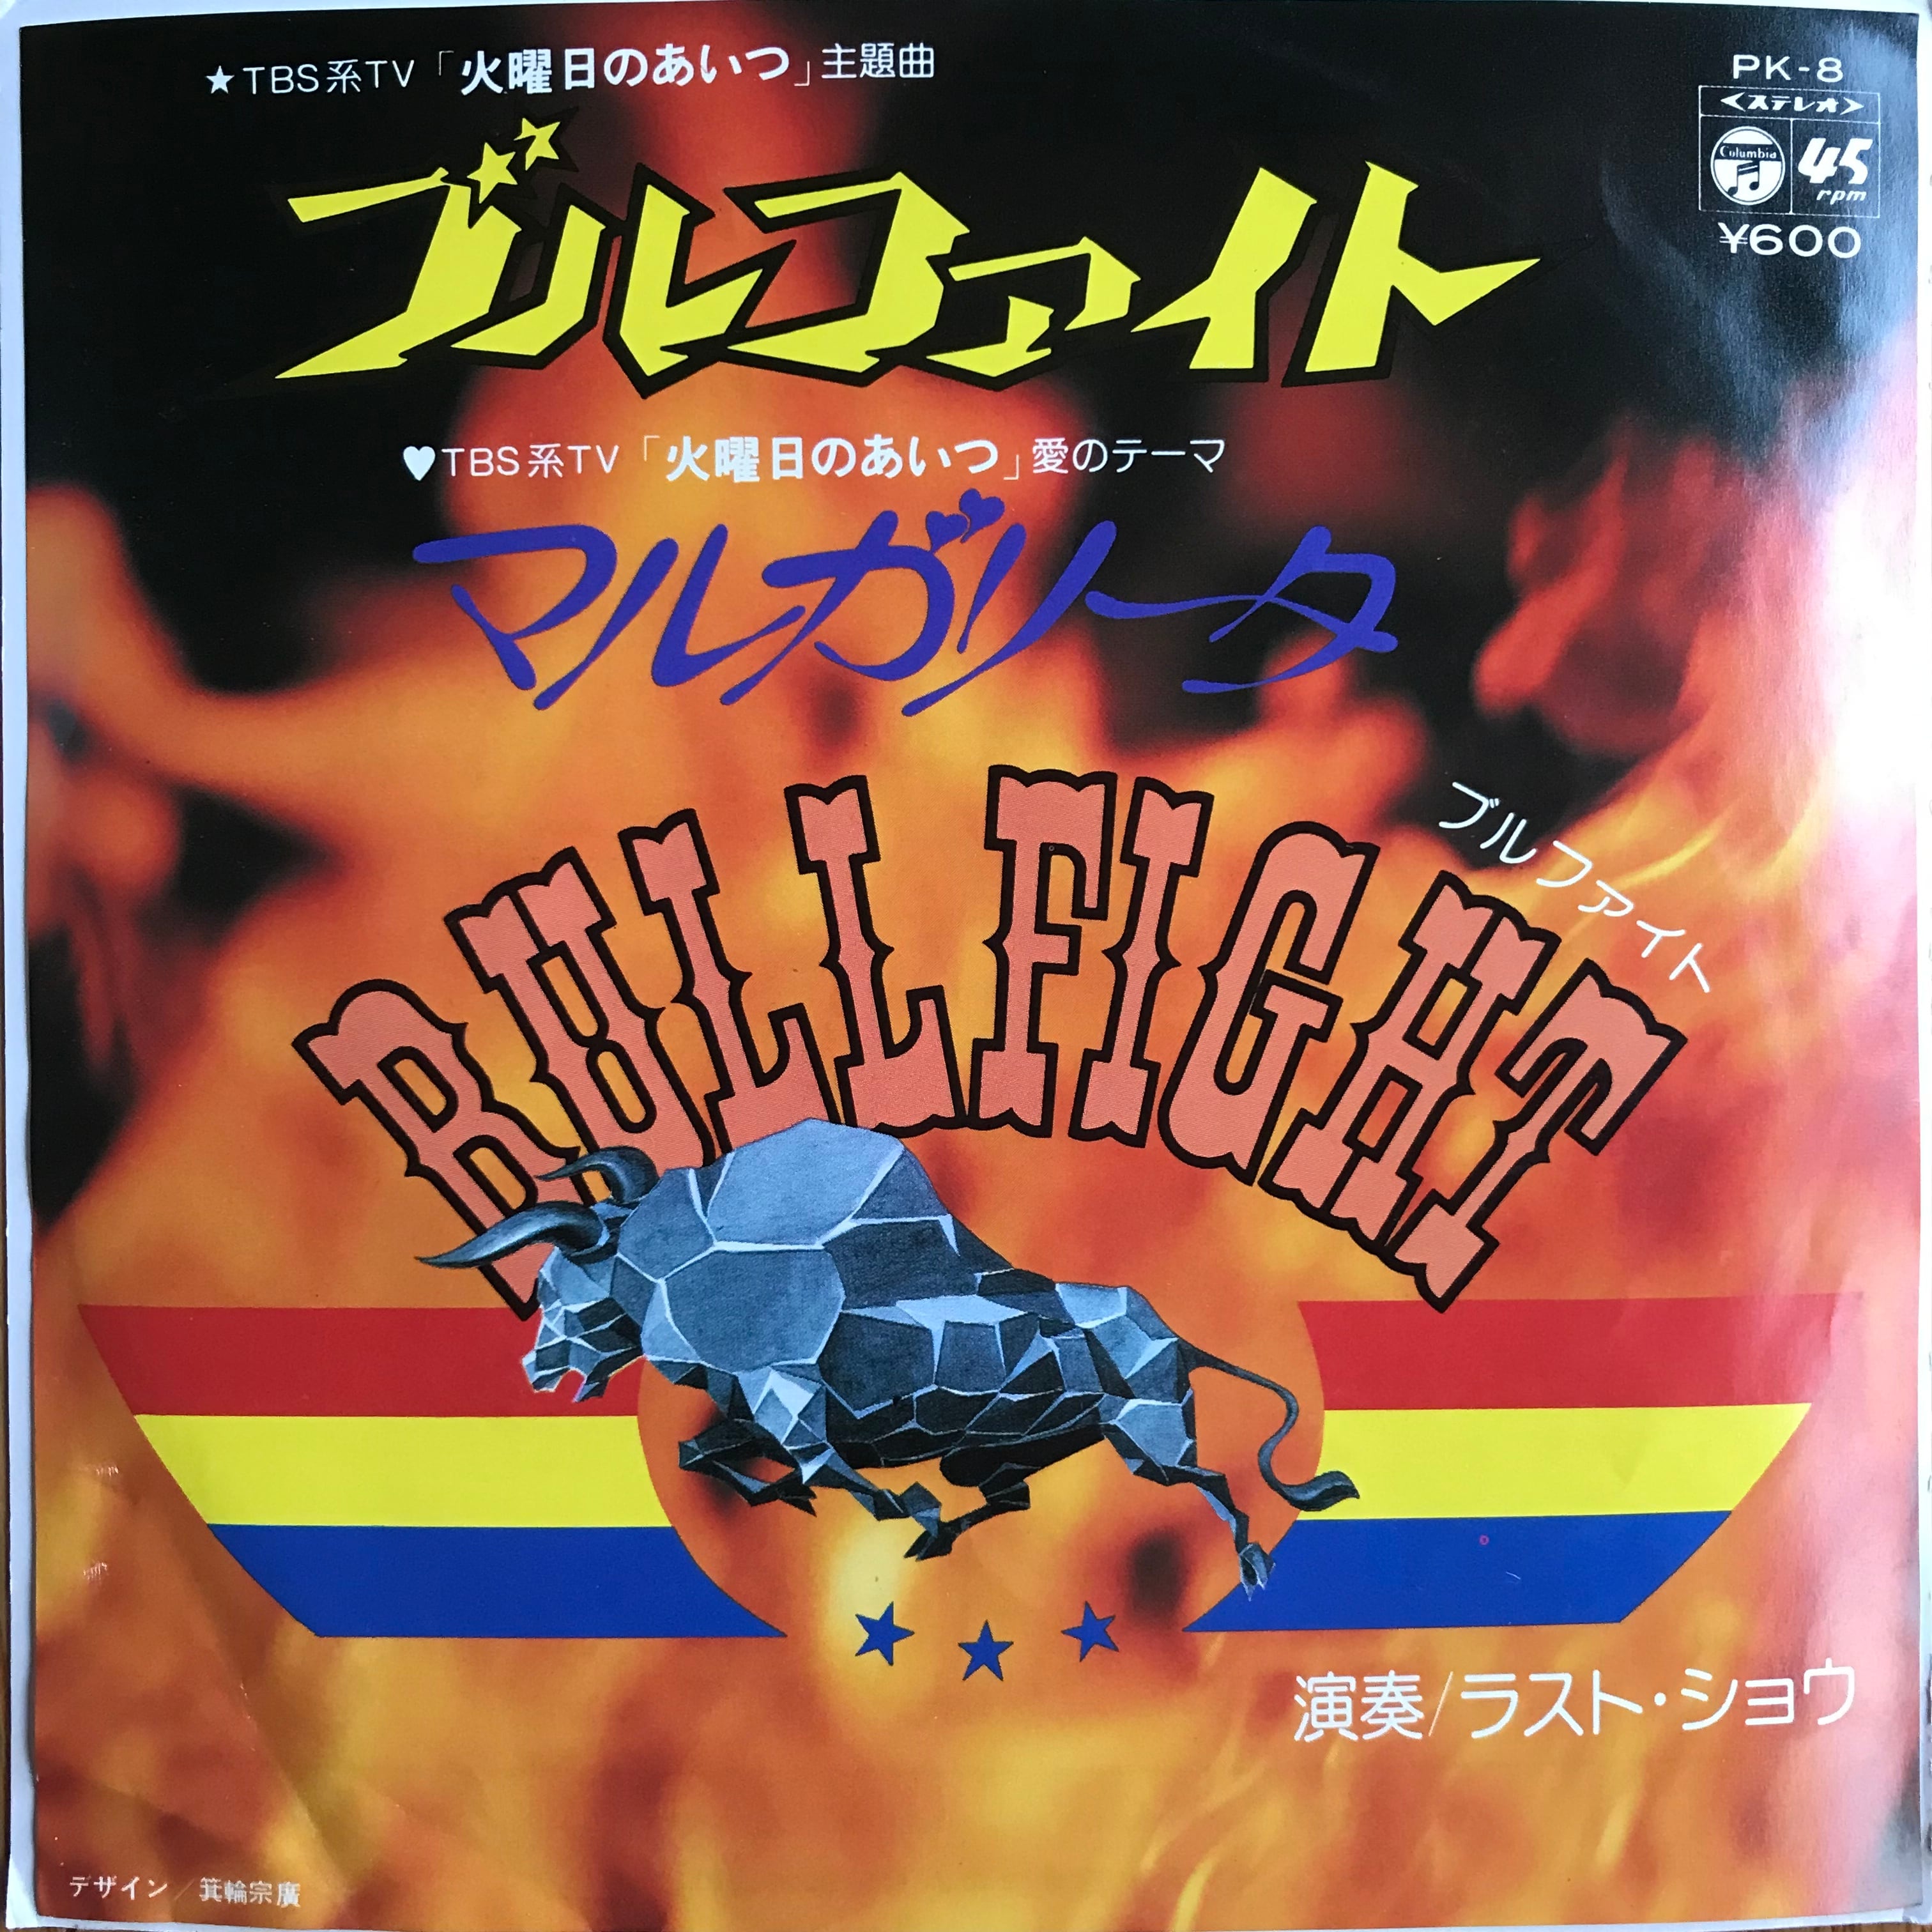 ★TBS系TV「火曜日のあいつ」主題曲
ブルファイト
♥TBS系TV「火曜日のあいつ」愛のテーマ
マルガリータ
PK-8
<ステレオ>
Columbia
45
rpm
¥600
BULL FIGHT
ブルファイト
演奏/ラスト・ショウ
デザイン/箕輪宗廣